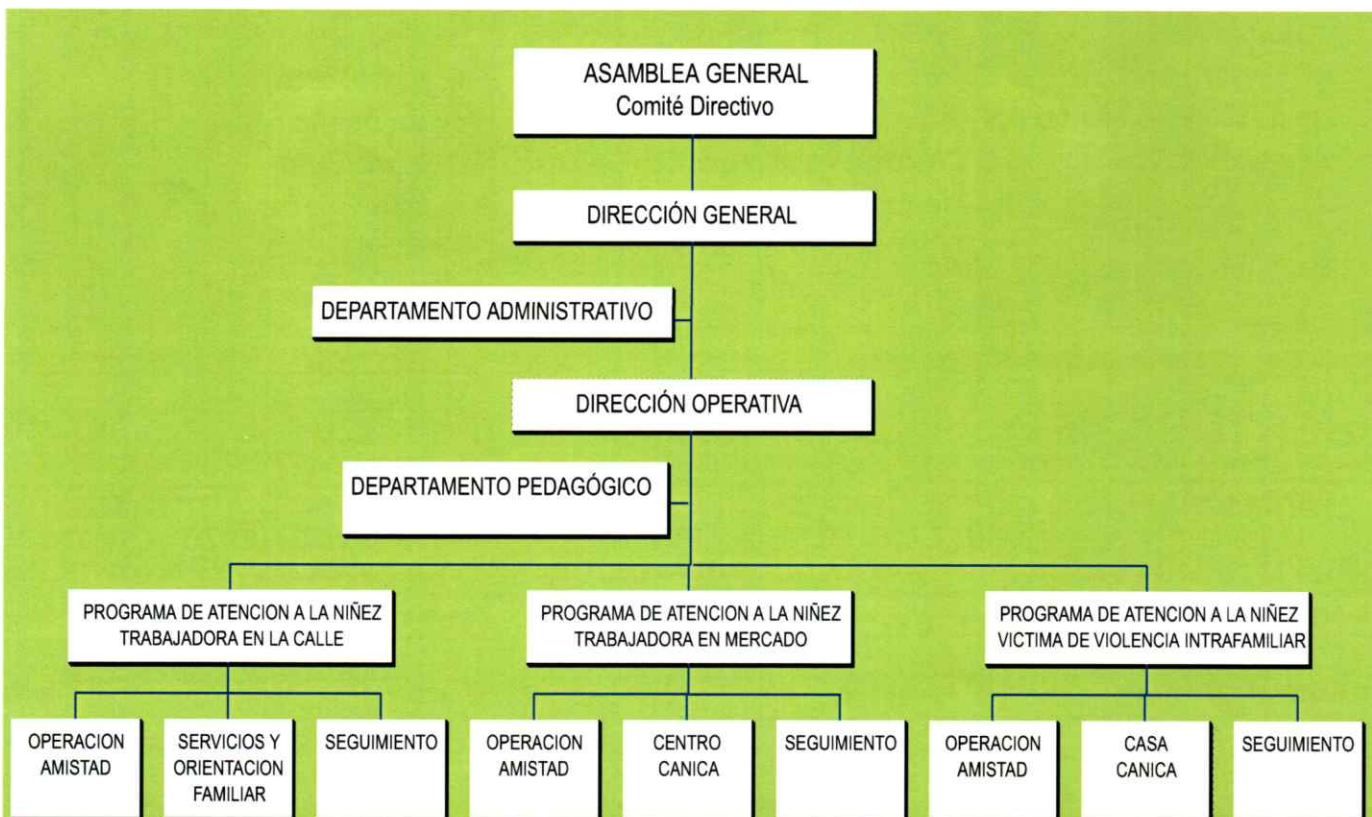 ASAMBLEA GENERAL
Comité Directivo
DIRECCIÓN GENERAL
DEPARTAMENTO ADMINISTRATIVO
DIRECCIÓN OPERATIVA
DEPARTAMENTO PEDAGÓGICO
PROGRAMA DE ATENCION A LA NIÑEZ
TRABAJADORA EN LA CALLE
PROGRAMA DE ATENCION A LA NIÑEZ
TRABAJADORA EN MERCADO
PROGRAMA DE ATENCION A LA NIÑEZ
VICTIMA DE VIOLENCIA INTRAFAMILIAR
OPERACION
AMISTAD
SERVICIOS Y
ORIENTACION
FAMILIAR
SEGUIMIENTO
OPERACION
AMISTAD
CENTRO
CANICA
SEGUIMIENTO
OPERACION
AMISTAD
CASA
CANICA
SEGUIMIENTO